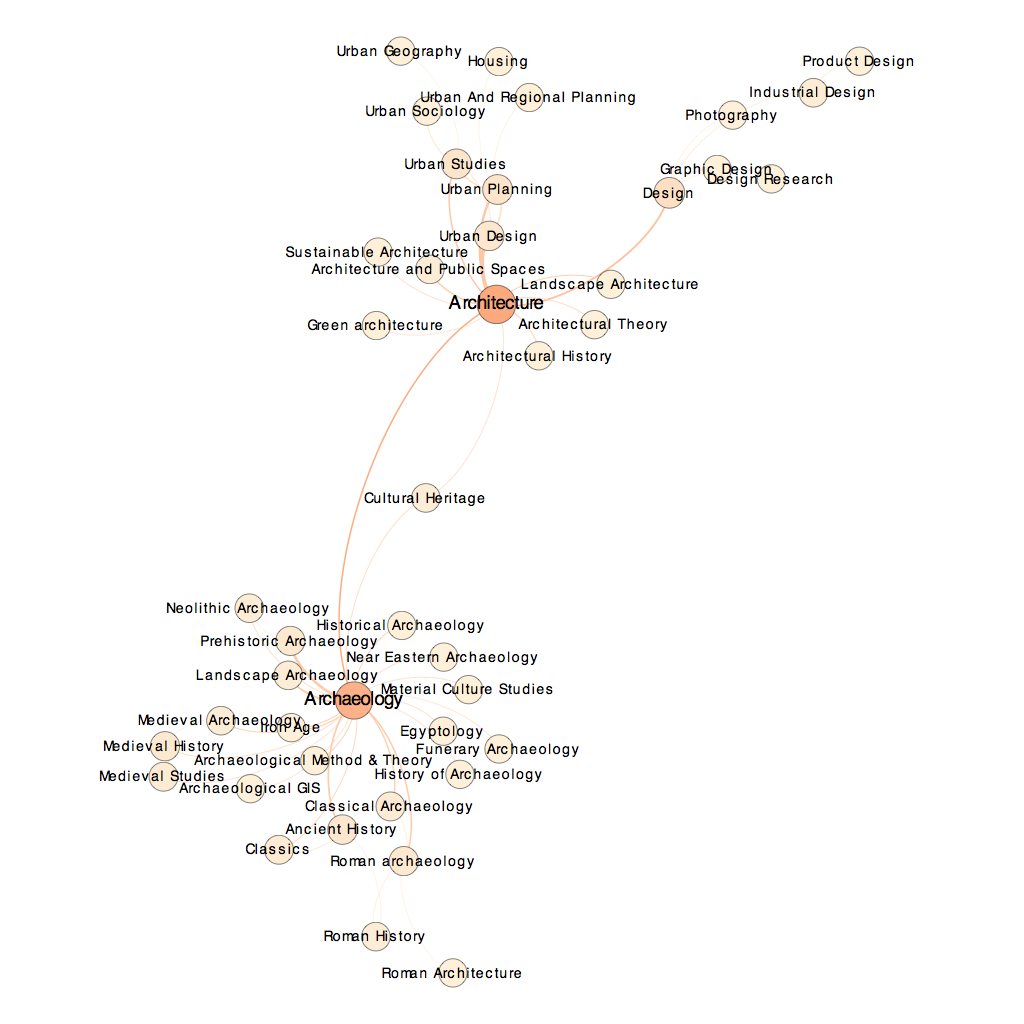 Urban Geography
Housing
Product Design
Industrial Design
Urban And Regional Planning
Urban Sociology
Photography
Urban Studies
Graphic Design
Design Research
Urban Planning
Design
Urban Design
Sustainable Architecture
Architecture and Public Spaces
Landscape Architecture
Architecture
Green architecture
Architectural Theory
Architectural History
Cultural Heritage
Neolithic Archaeology
Historical Archaeology
Prehistoric Archaeology
Near Eastern Archaeology
Landscape Archaeology
Material Culture Studies
Archaeology
Medieval Archaeology
Iron Age
Egyptology
Medieval History
Funerary Archaeology
Archaeological Method & Theory
Medieval Studies
History of Archaeology
Archaeological GIS
Classical Archaeology
Ancient History
Classics
Roman archaeology
Roman History
Roman Architecture